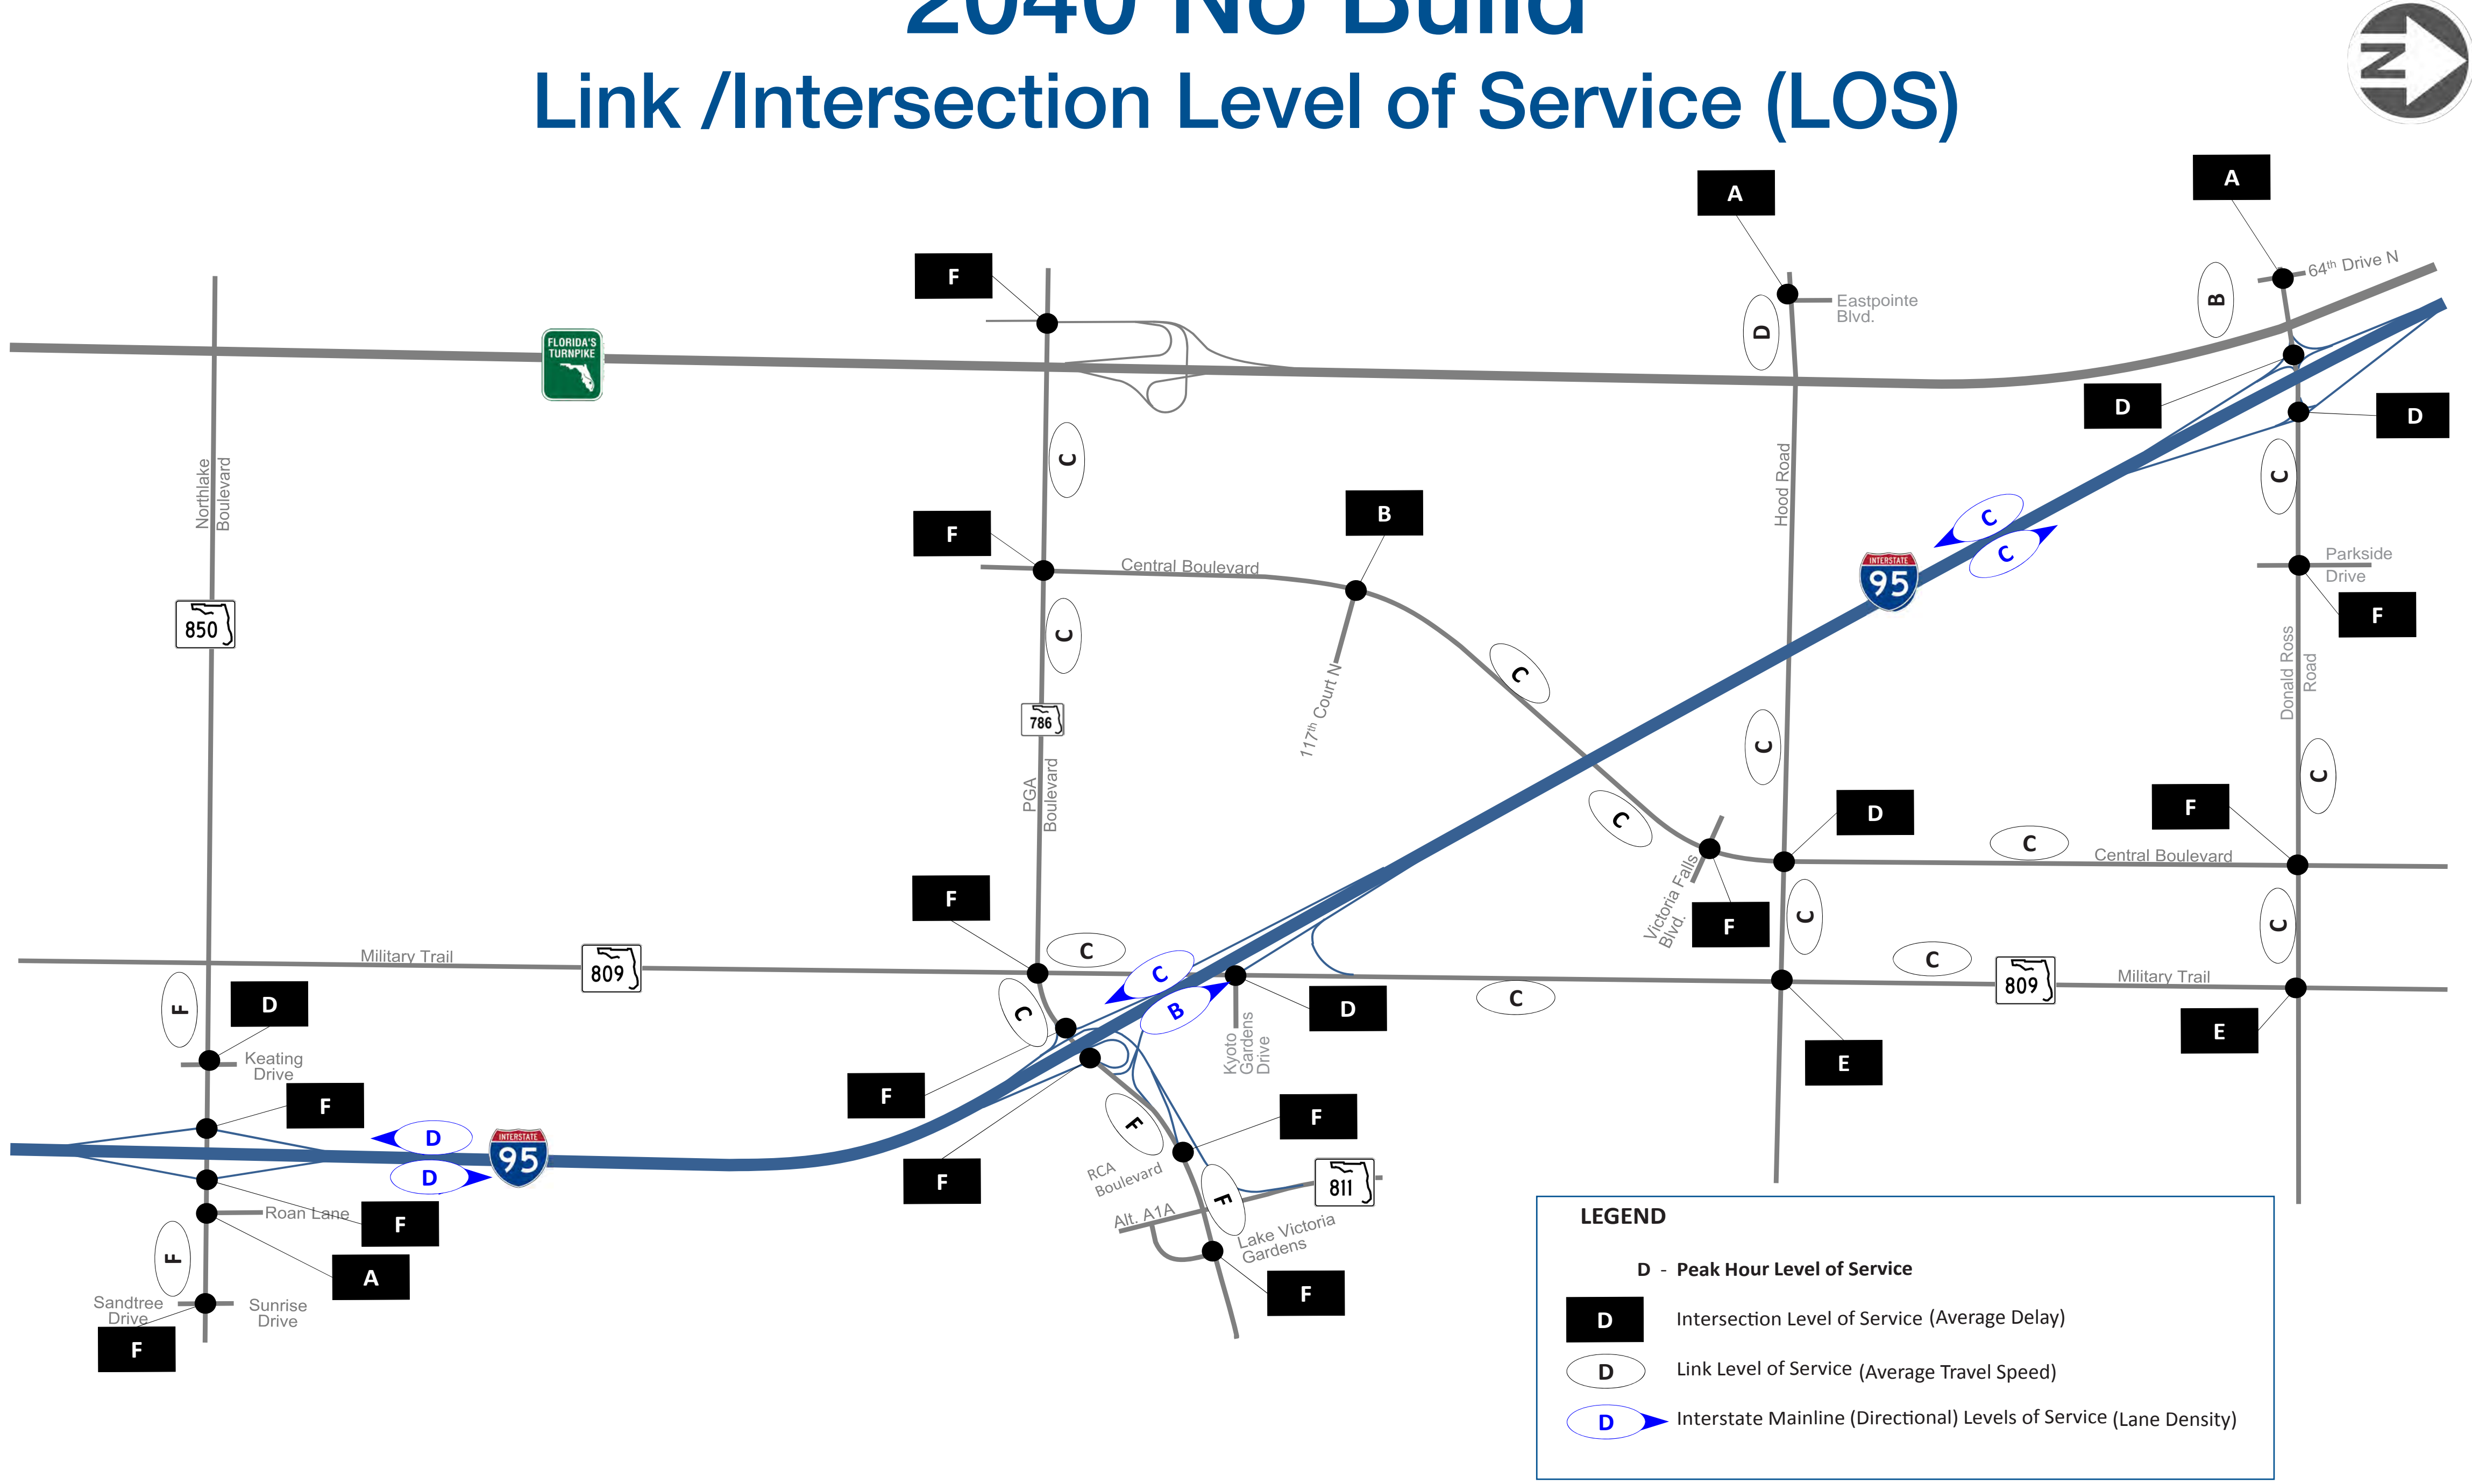 2040 No Build
Link /Intersection Level of Service (LOS)
N
A
A
64th Drive N
F
B
Eastpointe
Blvd.
D
FLORIDA'S
TURNPIKE
D
D
Northlake
Boulevard
C
Hood Road
C
B
C
C
F
Central Boulevard
Parkside
Drive
INTERSTATE
95
F
850
C
C
Donald Ross
Road
117th Court N
786
C
C
PGA
Boulevard
C
D
F
C
Central Boulevard
Victoria Falls
Blvd.
F
F
C
C
Military Trail
809
C
C
C
809
Military Trail
F
D
C
B
C
D
E
Kyoto
Gardens
Drive
E
Keating
Drive
F
F
F
F
D
INTERSTATE
95
D
F
RCA
Boulevard
F
811
Roan Lane
F
Alt. A1A
Lake Victoria
Gardens
F
A
F
Sandtree
Drive
Sunrise
Drive
F
LEGEND
D - Peak Hour Level of Service
D Intersection Level of Service (Average Delay)
D Link Level of Service (Average Travel Speed)
D Interstate Mainline (Directional) Levels of Service (Lane Density)